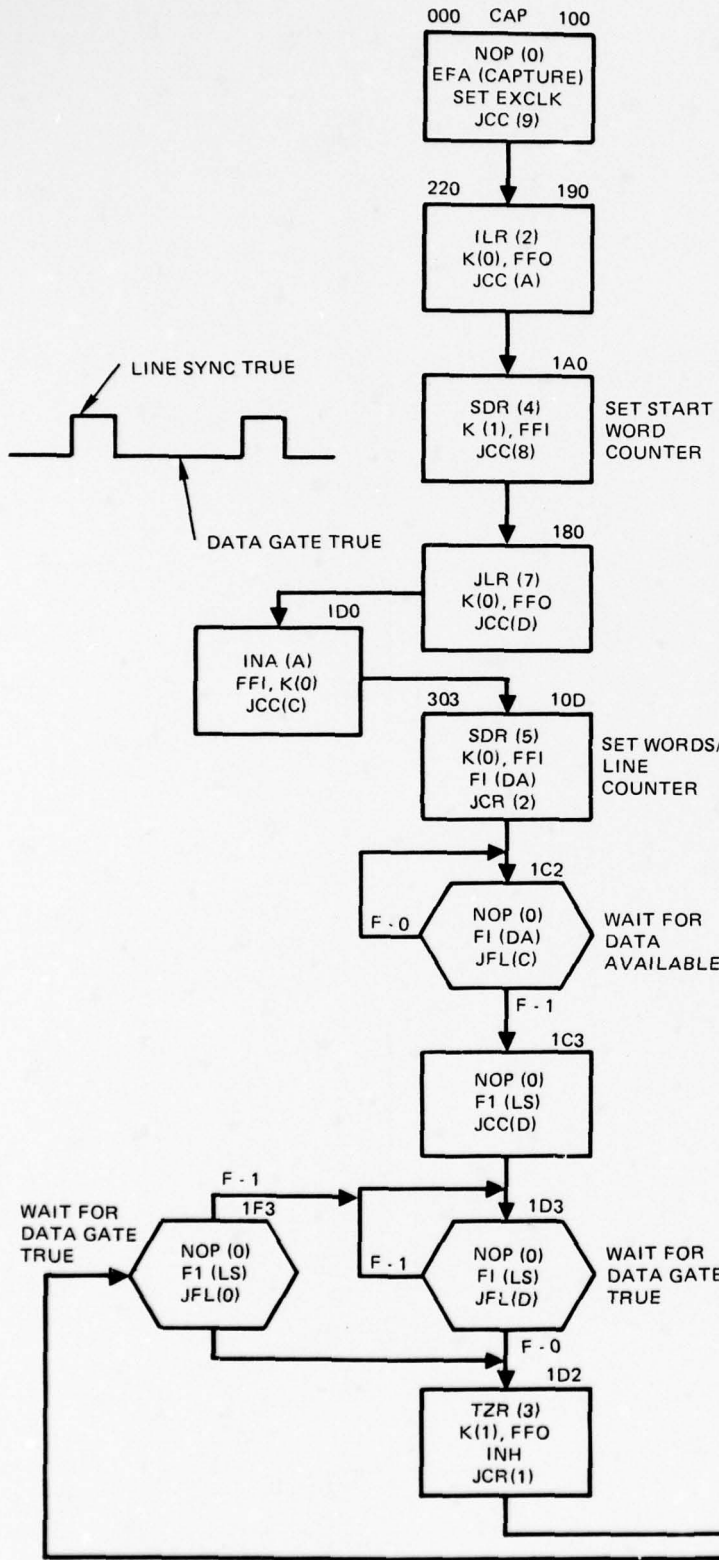 000 CAP 100
NOP (0)
EFA (CAPTURE)
SET EXCLK
JCC (9)
220 190
ILR (2)
K(0), FFO
JCC (A)
LINE SYNC TRUE
DATA GATE TRUE
1A0
SDR (4)
K (1), FFI
JCC(8)
SET START
WORD
COUNTER
180
JLR (7)
K(0), FFO
JCC(D)
ID0
INA (A)
FFI, K(0)
JCC(C)
303 10D
SDR (5)
K(0), FFI
FI (DA)
JCR (2)
SET WORDS/
LINE
COUNTER
1C2
F - 0
NOP (0)
FI (DA)
JFL(C)
WAIT FOR
DATA
AVAILABLE
F - 1
1C3
NOP (0)
F1 (LS)
JCC(D)
F - 1
WAIT FOR
DATA GATE
TRUE
1F3
NOP (0)
F1 (LS)
JFL(0)
1D3
F - 1
NOP (0)
FI (LS)
JFL(D)
WAIT FOR
DATA GATE
TRUE
F - 0
1D2
TZR (3)
K(1), FFO
INH
JCR(1)